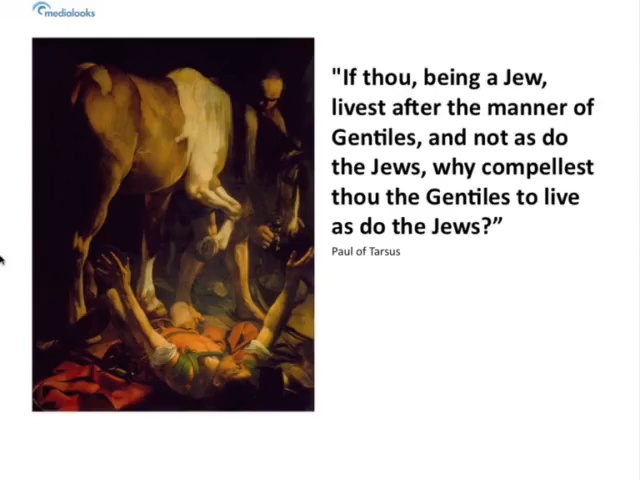 medialooks
"If thou, being a Jew,
livest after the manner of
Gentiles, and not as do
the Jews, why compellest
thou the Gentiles to live
as do the Jews?”
Paul of Tarsus